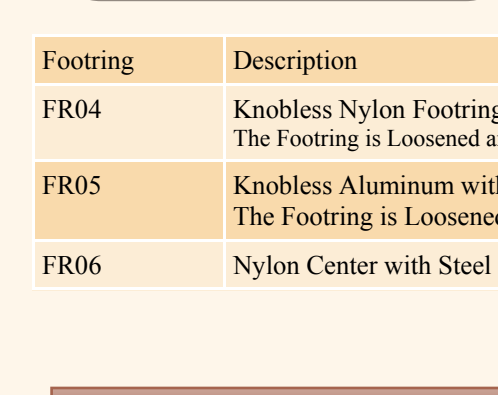 Footring Description
FR04 Knobless Nylon Footring
The Footring is Loosened
FR05 Knobless Aluminum with
The Footring is Loosened
FR06 Nylon Center with Steel